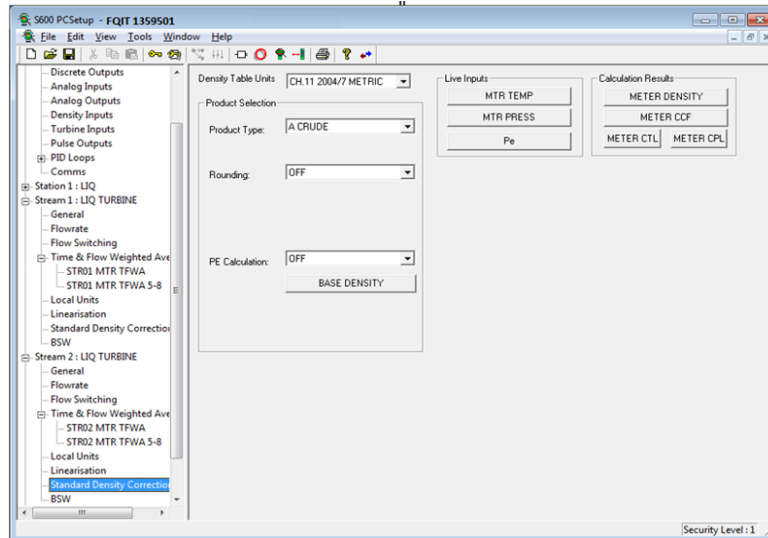 S600 PCSetup - FQIT 1359501
File Edit View Tools Window Help
Discrete Outputs
Analog Inputs
Analog Outputs
Density Inputs
Turbine Inputs
Pulse Outputs
PID Loops
Comms
Station 1 : LIQ
Stream 1 : LIQ TURBINE
General
Flowrate
Flow Switching
Time & Flow Weighted Ave
STR01 MTR TFWA
STR01 MTR TFWA 5-8
Local Units
Linearisation
Standard Density Correction
BSW
Stream 2 : LIQ TURBINE
General
Flowrate
Flow Switching
Time & Flow Weighted Ave
STR02 MTR TFWA
STR02 MTR TFWA 5-8
Local Units
Linearisation
Standard Density Correction
BSW
Density Table Units CH.11 2004/7 METRIC
Product Selection
Product Type: A CRUDE
Rounding: OFF
PE Calculation: OFF
BASE DENSITY
Live Inputs
MTR TEMP
MTR PRESS
Pe
Calculation Results
METER DENSITY
METER CCF
METER CTL METER CPL
Security Level : 1